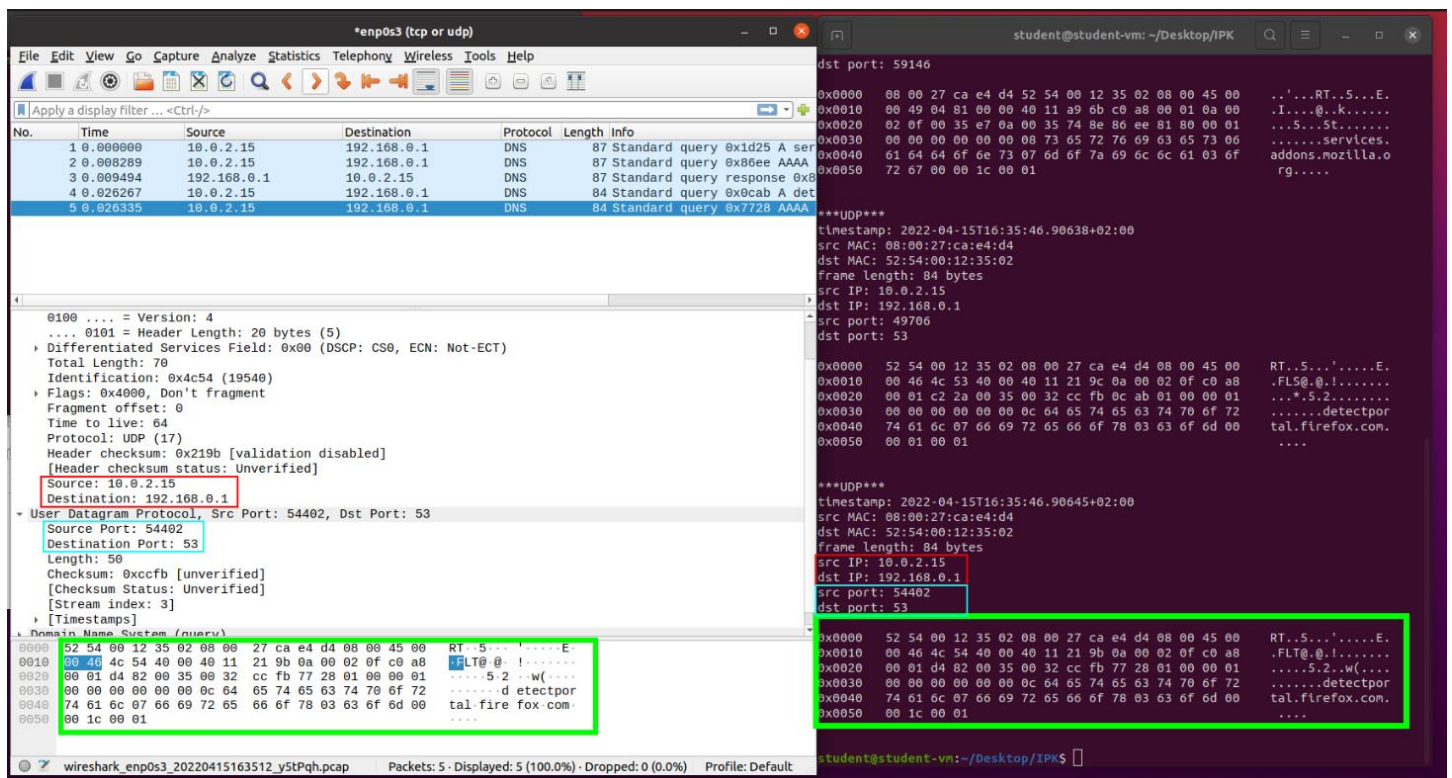 *enp0s3 (tcp or udp)
File Edit View Go Capture Analyze Statistics Telephony Wireless Tools Help
Apply a display filter ... <Ctrl-/>
No. Time Source Destination Protocol Length Info
1 0.000000 10.0.2.15 192.168.0.1 DNS 87 Standard query 0x1d25 A ser
2 0.008289 10.0.2.15 192.168.0.1 DNS 87 Standard query 0x86ee AAAA
3 0.009494 192.168.0.1 10.0.2.15 DNS 87 Standard query response 0x8
4 0.026267 10.0.2.15 192.168.0.1 DNS 84 Standard query 0x0cab A det
5 0.026335 10.0.2.15 192.168.0.1 DNS 84 Standard query 0x7728 AAAA
0100 .... = Version: 4
.... 0101 = Header Length: 20 bytes (5)
Differentiated Services Field: 0x00 (DSCP: CS0, ECN: Not-ECT)
Total Length: 70
Identification: 0x4c54 (19540)
Flags: 0x4000, Don't fragment
Fragment offset: 0
Time to live: 64
Protocol: UDP (17)
Header checksum: 0x219b [validation disabled]
[Header checksum status: Unverified]
Source: 10.0.2.15
Destination: 192.168.0.1
User Datagram Protocol, Src Port: 54402, Dst Port: 53
Source Port: 54402
Destination Port: 53
Length: 50
Checksum: 0xccfb [unverified]
[Checksum Status: Unverified]
[Stream index: 3]
[Timestamps]
Domain Name System (query)
0000 52 54 00 12 35 02 08 00 27 ca e4 d4 08 00 45 00 RT··5···'·····E·
0010 00 46 4c 54 40 00 40 11 21 9b 0a 00 02 0f c0 a8 ·FLT@·@·!·······
0020 00 01 d4 82 00 35 00 32 cc fb 77 28 01 00 00 01 ·····5·2··w(····
0030 00 00 00 00 00 00 0c 64 65 74 65 63 74 70 6f 72 ·······d etectpor
0040 74 61 6c 07 66 69 72 65 66 6f 78 03 63 6f 6d 00 tal·fire fox·com·
0050 00 1c 00 01 ····
wireshark_enp0s3_20220415163512_y5tPqh.pcap Packets: 5 · Displayed: 5 (100.0%) · Dropped: 0 (0.0%) Profile: Default
student@student-vm: ~/Desktop/IPK
dst port: 59146
0x0000 08 00 27 ca e4 d4 52 54 00 12 35 02 08 00 45 00 ..'...RT..5...E.
0x0010 00 49 04 81 00 00 40 11 a9 6b c0 a8 00 01 0a 00 .I....@..k......
0x0020 02 0f 00 35 e7 0a 00 35 74 8e 86 ee 81 80 00 01 ...5...5t.......
0x0030 00 00 00 00 00 00 08 73 65 72 76 69 63 65 73 06 .......services.
0x0040 61 64 64 6f 6e 73 07 6d 6f 7a 69 6c 6c 61 03 6f addons.mozilla.o
0x0050 72 67 00 00 1c 00 01 rg.....
***UDP***
timestamp: 2022-04-15T16:35:46.90638+02:00
src MAC: 08:00:27:ca:e4:d4
dst MAC: 52:54:00:12:35:02
frame length: 84 bytes
src IP: 10.0.2.15
dst IP: 192.168.0.1
src port: 49706
dst port: 53
0x0000 52 54 00 12 35 02 08 00 27 ca e4 d4 08 00 45 00 RT..5...'.....E.
0x0010 00 46 4c 53 40 00 40 11 21 9c 0a 00 02 0f c0 a8 .FLS@.@.!.......
0x0020 00 01 c2 2a 00 35 00 32 cc fb 0c ab 01 00 00 01 ...*.5.2........
0x0030 00 00 00 00 00 00 0c 64 65 74 65 63 74 70 6f 72 .......detectpor
0x0040 74 61 6c 07 66 69 72 65 66 6f 78 03 63 6f 6d 00 tal.firefox.com.
0x0050 00 01 00 01 ....
***UDP***
timestamp: 2022-04-15T16:35:46.90645+02:00
src MAC: 08:00:27:ca:e4:d4
dst MAC: 52:54:00:12:35:02
frame length: 84 bytes
src IP: 10.0.2.15
dst IP: 192.168.0.1
src port: 54402
dst port: 53
0x0000 52 54 00 12 35 02 08 00 27 ca e4 d4 08 00 45 00 RT..5...'.....E.
0x0010 00 46 4c 54 40 00 40 11 21 9b 0a 00 02 0f c0 a8 .FLT@.@.!.......
0x0020 00 01 d4 82 00 35 00 32 cc fb 77 28 01 00 00 01 .....5.2..w(....
0x0030 00 00 00 00 00 00 0c 64 65 74 65 63 74 70 6f 72 .......detectpor
0x0040 74 61 6c 07 66 69 72 65 66 6f 78 03 63 6f 6d 00 tal.firefox.com.
0x0050 00 1c 00 01 ....
student@student-vm:~/Desktop/IPK$